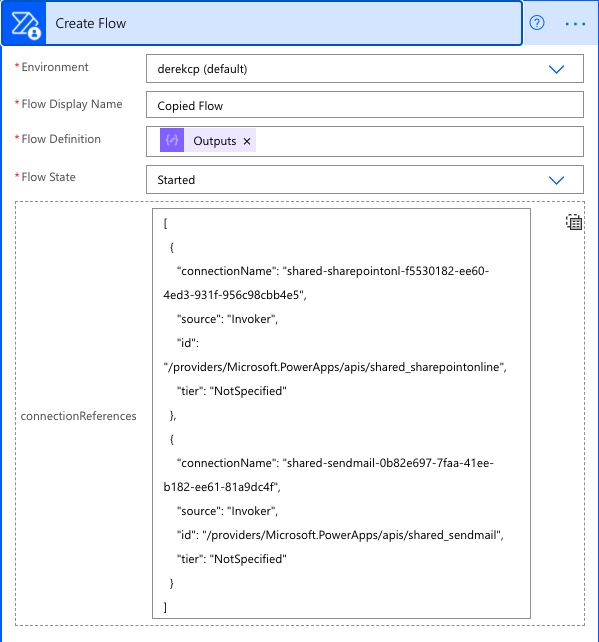 Create Flow
* Environment
derekcp (default)
* Flow Display Name
Copied Flow
* Flow Definition
Outputs ×
* Flow State
Started
connectionReferences
[
{
"connectionName": "shared-sharepointonl-f5530182-ee60-
4ed3-931f-956c98cbb4e5",
"source": "Invoker",
"id":
"/providers/Microsoft.PowerApps/apis/shared_sharepointonline",
"tier": "NotSpecified"
},
{
"connectionName": "shared-sendmail-0b82e697-7faa-41ee-
b182-ee61-81a9dc4f",
"source": "Invoker",
"id": "/providers/Microsoft.PowerApps/apis/shared_sendmail",
"tier": "NotSpecified"
}
]